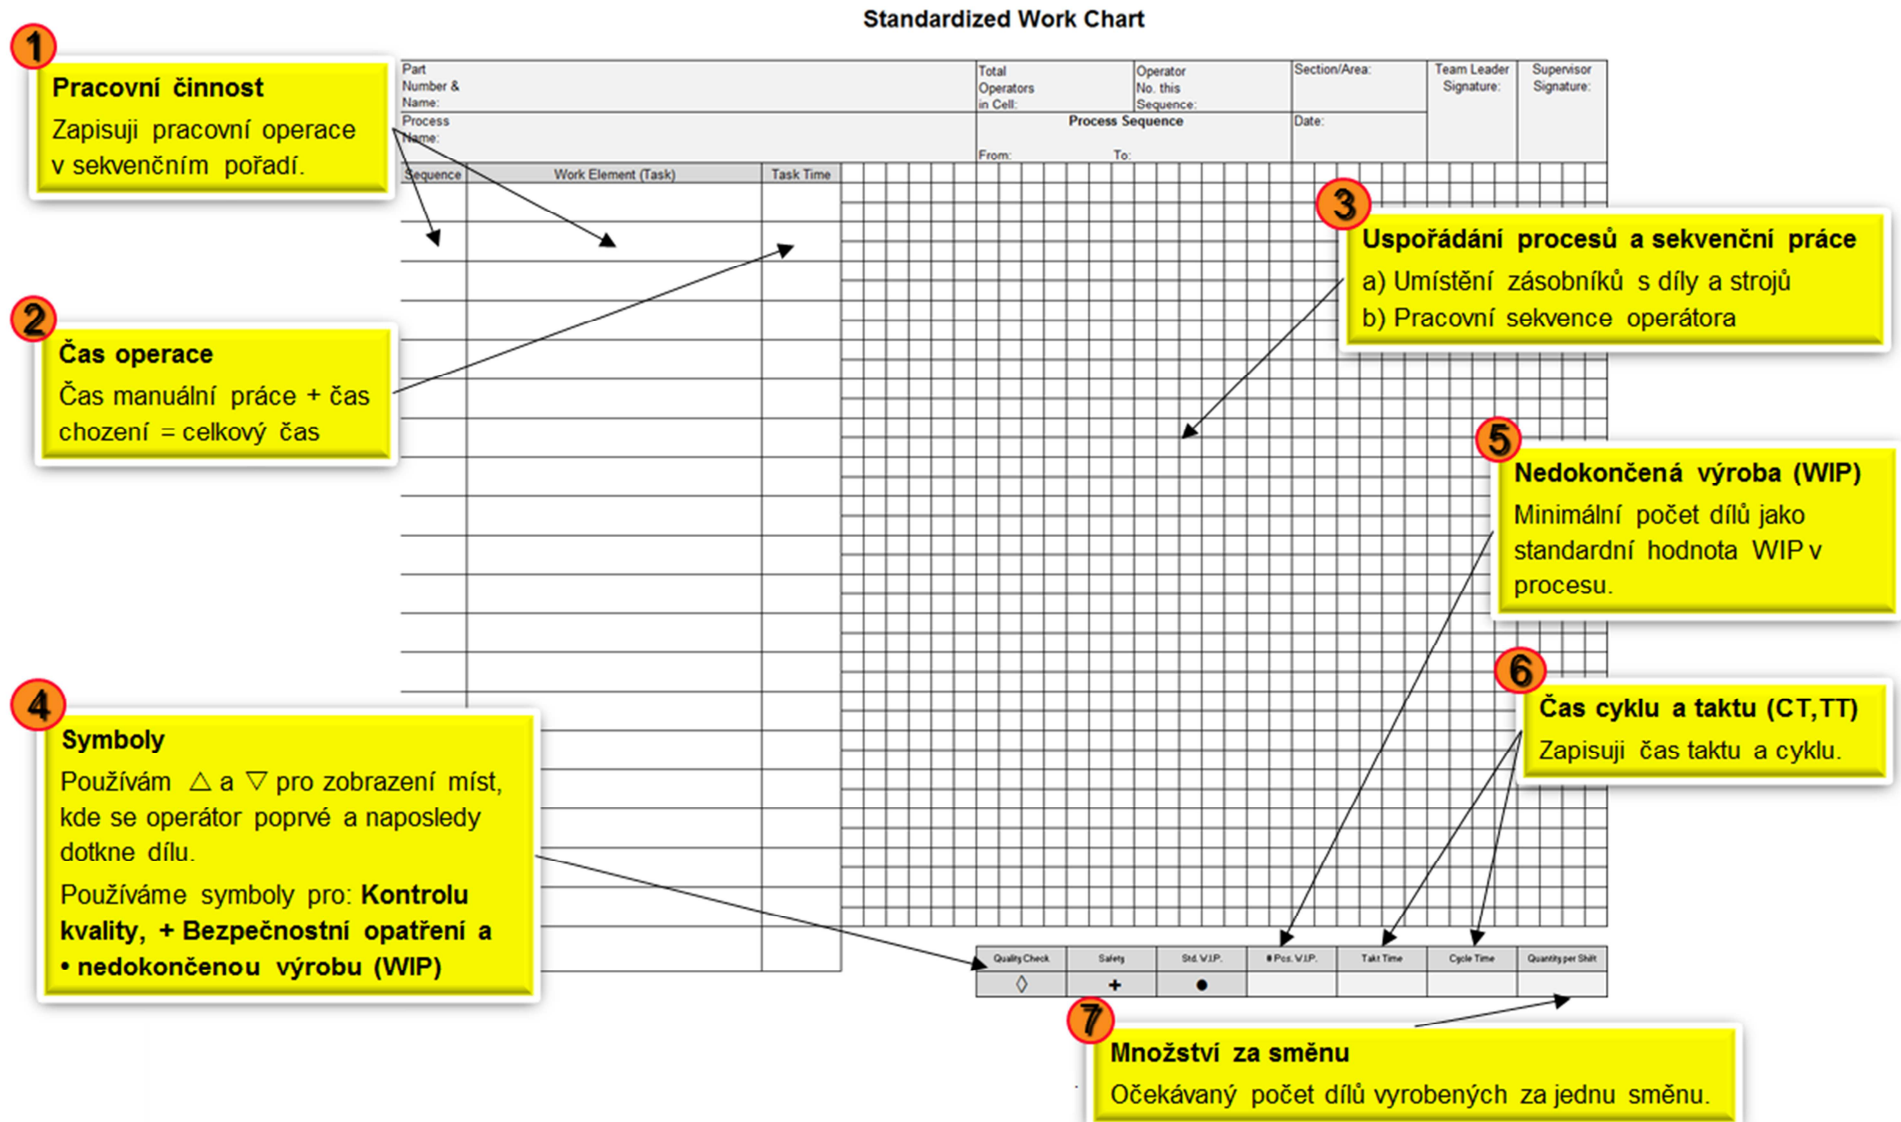 Standardized Work Chart
1
Pracovní činnost
Zapisuji pracovní operace
v sekvenčním pořadí.
Part
Number &
Name:
Total
Operators
in Cell:
Operator
No. this
Sequence:
Section/Area:
Team Leader
Signature:
Supervisor
Signature:
Process
Name:
Process Sequence
From: To:
Date:
Sequence Work Element (Task) Task Time
2
Čas operace
Čas manuální práce + čas
chození = celkový čas
3
Uspořádání procesů a sekvenční práce
a) Umístění zásobníků s díly a strojů
b) Pracovní sekvence operátora
5
Nedokončená výroba (WIP)
Minimální počet dílů jako
standardní hodnota WIP v
procesu.
4
Symboly
Používám △ a ▽ pro zobrazení míst,
kde se operátor poprvé a naposledy
dotkne dílu.
Používáme symboly pro: Kontrolu
kvality, + Bezpečnostní opatření a
• nedokončenou výrobu (WIP)
6
Čas cyklu a taktu (CT,TT)
Zapisuji čas taktu a cyklu.
Quality Check Safety Std. W.I.P. # Pcs. W.I.P. Takt Time Cycle Time Quantity per Shift
◊ + ●
7
Množství za směnu
Očekávaný počet dílů vyrobených za jednu směnu.